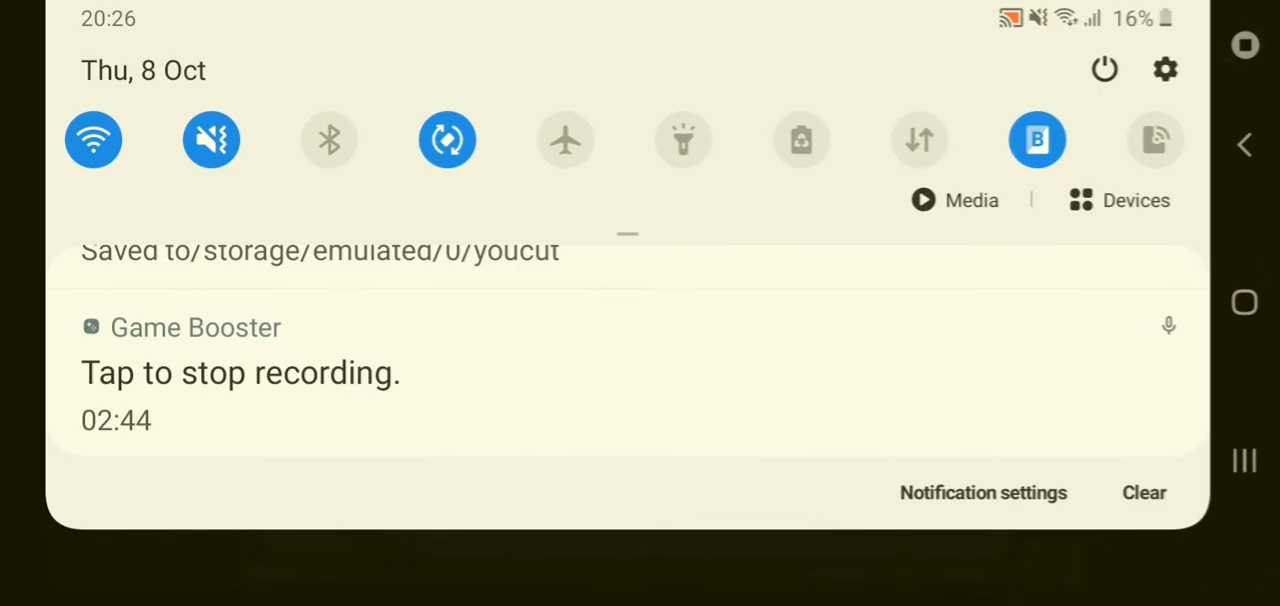 20:26
16%
Thu, 8 Oct
B
Media
Devices
Saved to/storage/emulated/0/youcut
Game Booster
Tap to stop recording.
02:44
Notification settings
Clear